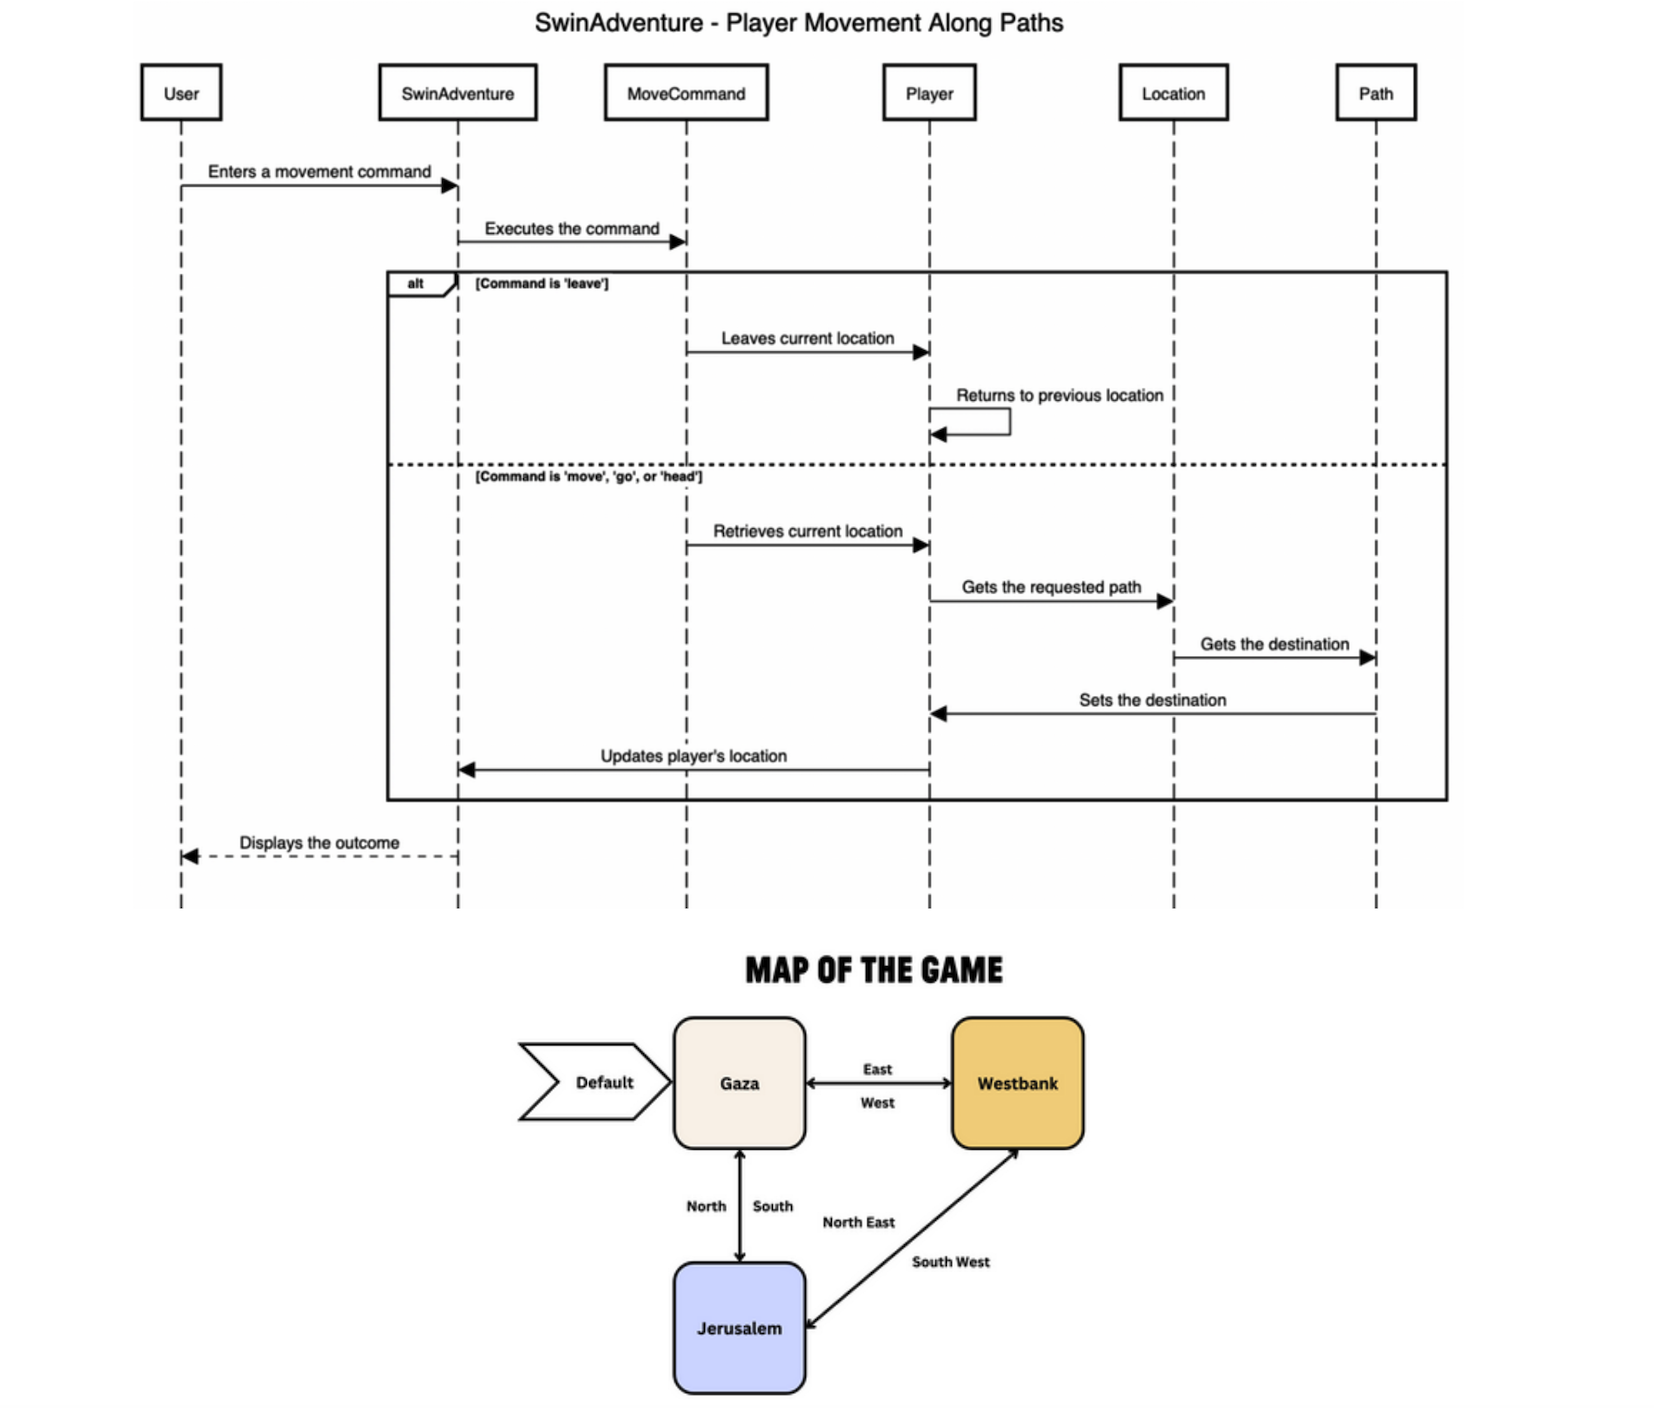 SwinAdventure - Player Movement Along Paths
User
SwinAdventure
MoveCommand
Player
Location
Path
Enters a movement command
Executes the command
alt
[Command is 'leave']
Leaves current location
Returns to previous location
[Command is 'move', 'go', or 'head']
Retrieves current location
Gets the requested path
Gets the destination
Sets the destination
Updates player's location
Displays the outcome
MAP OF THE GAME
Default
Gaza
East
West
Westbank
North
South
North East
South West
Jerusalem